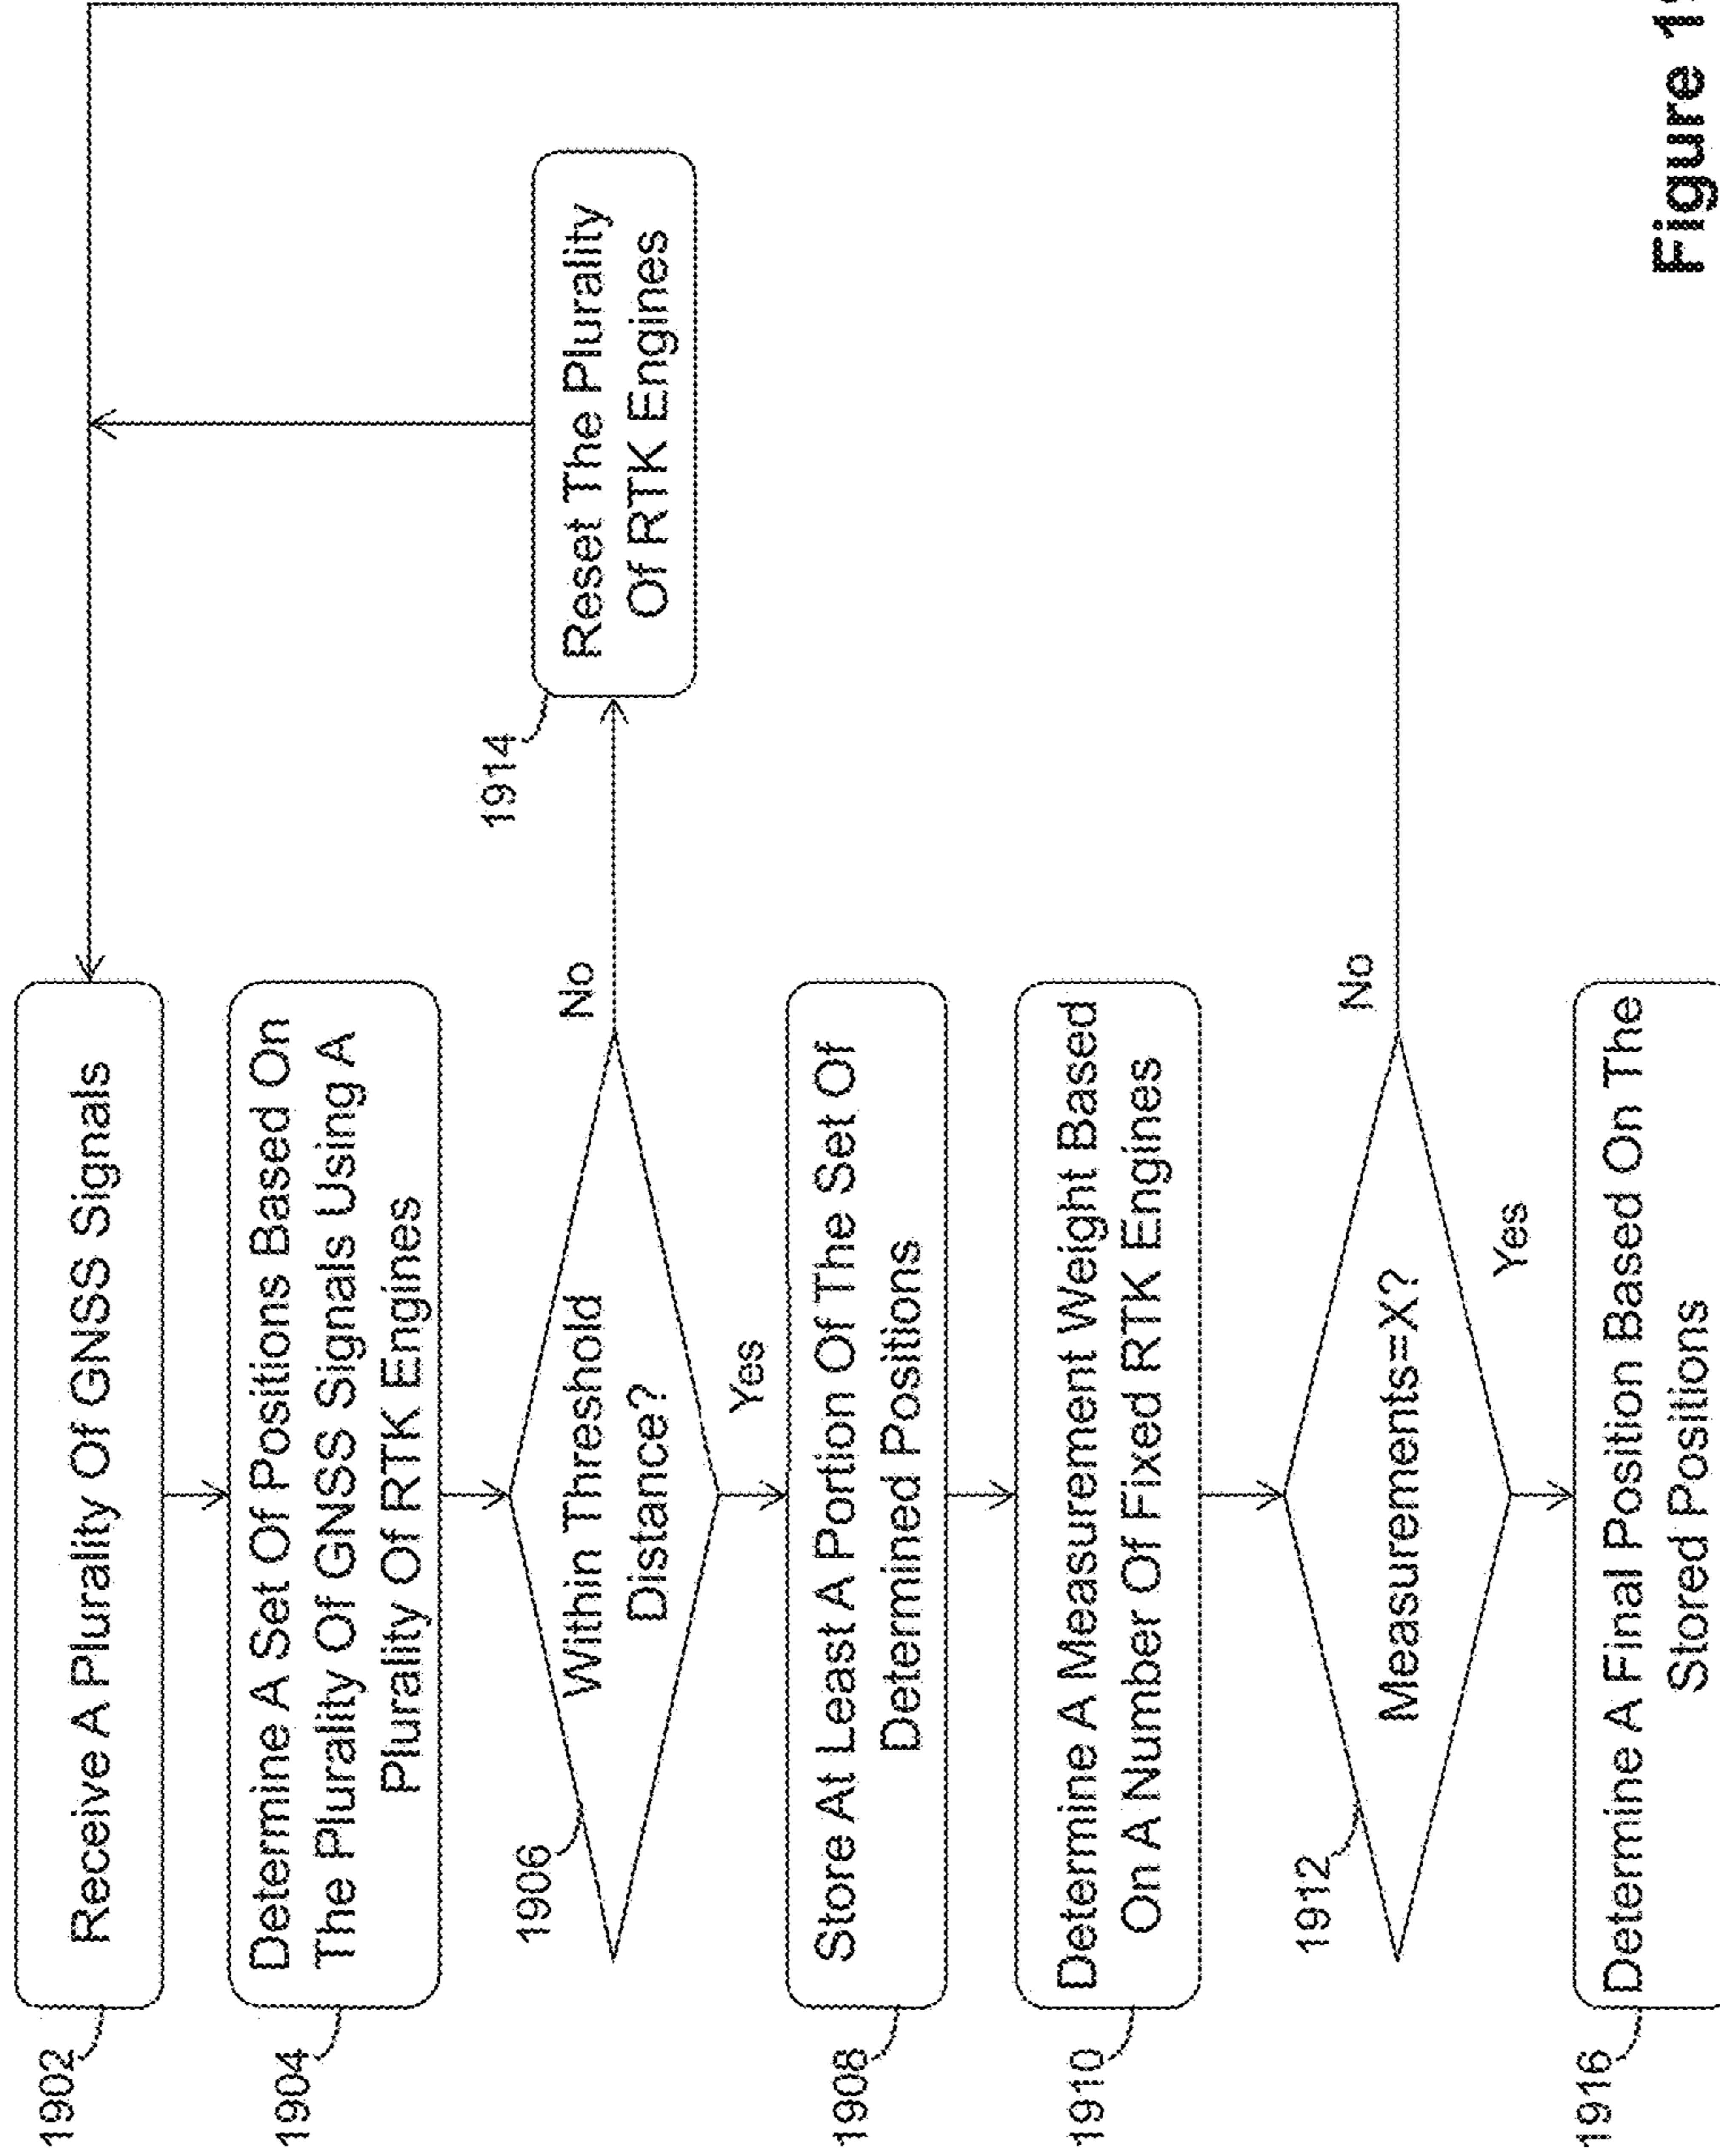 1902
Receive A Plurality Of GNSS Signals
1904
Determine A Set Of Positions Based On
The Plurality Of GNSS Signals Using A
Plurality Of RTK Engines
1906
Within Threshold
Distance?
No
1914
Reset The Plurality
Of RTK Engines
Yes
1908
Store At Least A Portion Of The Set Of
Determined Positions
1910
Determine A Measurement Weight Based
On A Number Of Fixed RTK Engines
1912
Measurements=X?
No
Yes
1916
Determine A Final Position Based On The
Stored Positions
Figure